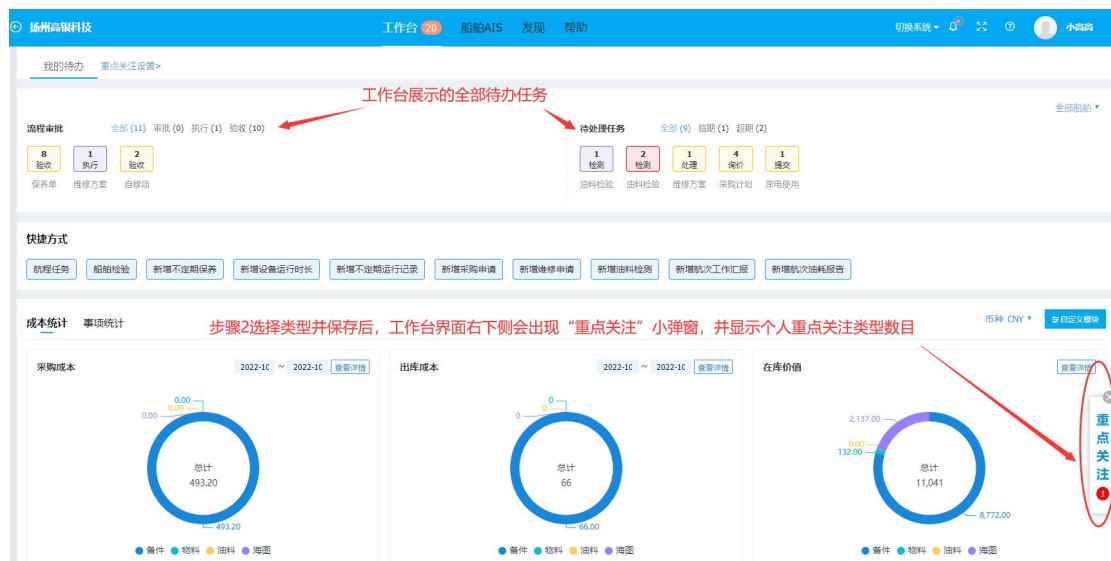 扬州高银科技 工作台 20 船舶AIS 发现 帮助 切换系统 小高高
我的待办 重点关注设置>
工作台展示的全部待办任务
全部船舶
流程审批 全部 (11) 审批 (0) 执行 (1) 验收 (10) 待处理任务 全部 (9) 临期 (1) 超期 (2)
8 1 2 1 2 1 4 1
验收 执行 验收 检测 检测 处理 询价 提交
保养单 维修方案 自修项 油料检验 油料检验 维修方案 采购计划 岸电使用
快捷方式
航程任务 船舶检验 新增不定期保养 新增设备运行时长 新增不定期运行记录 新增采购申请 新增维修申请 新增油料检测 新增航次工作汇报 新增航次油耗报告
成本统计 事项统计 币种 CNY 自定义模块
步骤2选择类型并保存后，工作台界面右下侧会出现“重点关注”小弹窗，并显示个人重点关注类型数目
采购成本 2022-10 ~ 2022-10 查看详情 出库成本 2022-10 ~ 2022-10 查看详情 在库价值 查看详情
0.00
0.00
0.00
总计
493.20
493.20
备件 物料 油料 海图
0
0
0
总计
66
66.00
备件 物料 油料 海图
2,137.00
0.00
132.00
总计
11,041
8,772.00
备件 物料 油料 海图
重点关注
1